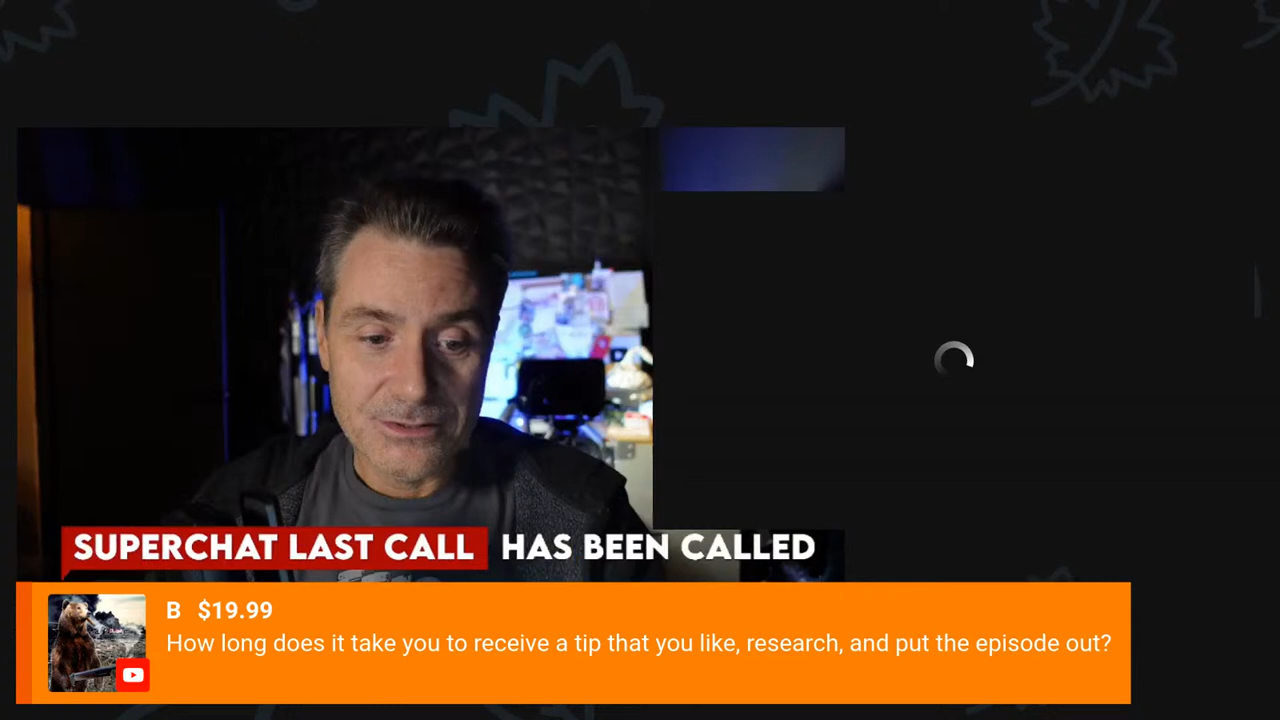 SUPERCHAT LAST CALL HAS BEEN CALLED
B $19.99
How long does it take you to receive a tip that you like, research, and put the episode out?